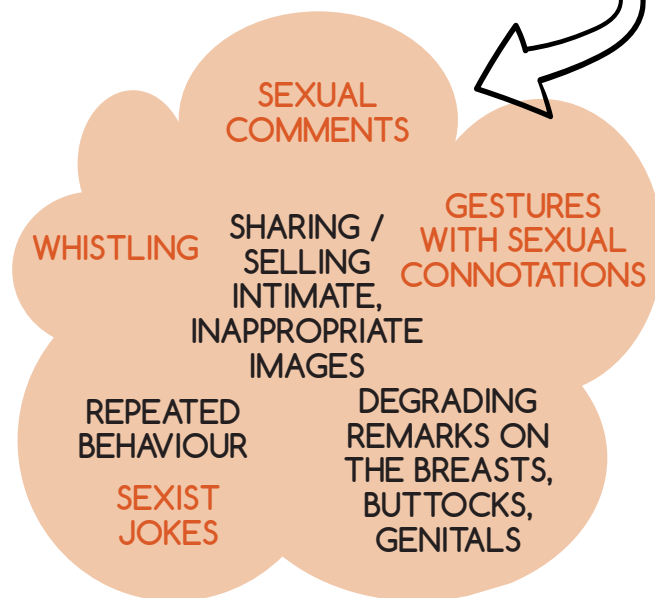 SEXUAL
COMMENTS
GESTURES
WITH SEXUAL
CONNOTATIONS
WHISTLING
SHARING /
SELLING
INTIMATE,
INAPPROPRIATE
IMAGES
REPEATED
BEHAVIOUR
DEGRADING
REMARKS ON
THE BREASTS,
BUTTOCKS,
GENITALS
SEXIST
JOKES